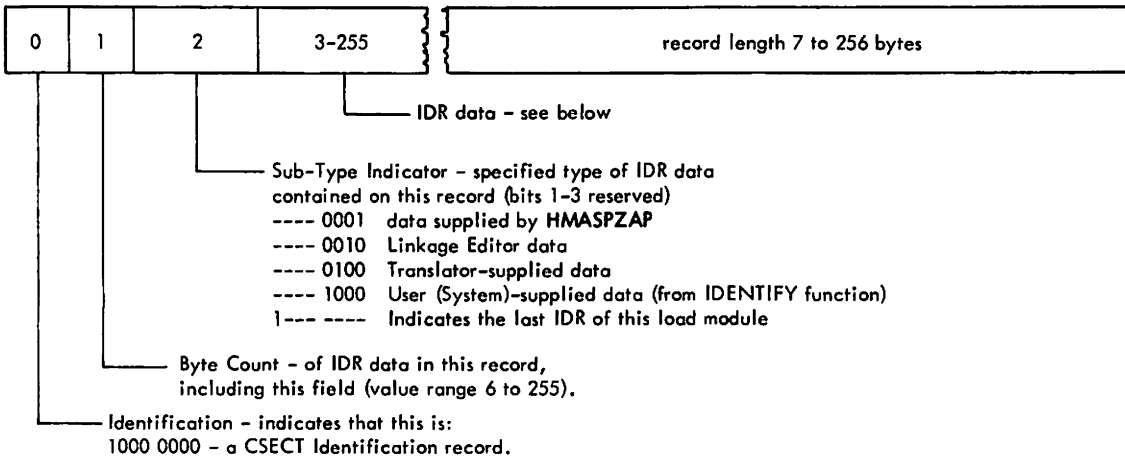 0 1 2 3-255 record length 7 to 256 bytes
IDR data - see below
Sub-Type Indicator - specified type of IDR data
contained on this record (bits 1-3 reserved)
---- 0001 data supplied by HMASPZAP
---- 0010 Linkage Editor data
---- 0100 Translator-supplied data
---- 1000 User (System)-supplied data (from IDENTIFY function)
1--- ---- Indicates the last IDR of this load module
Byte Count - of IDR data in this record,
including this field (value range 6 to 255).
Identification - indicates that this is:
1000 0000 - a CSECT Identification record.